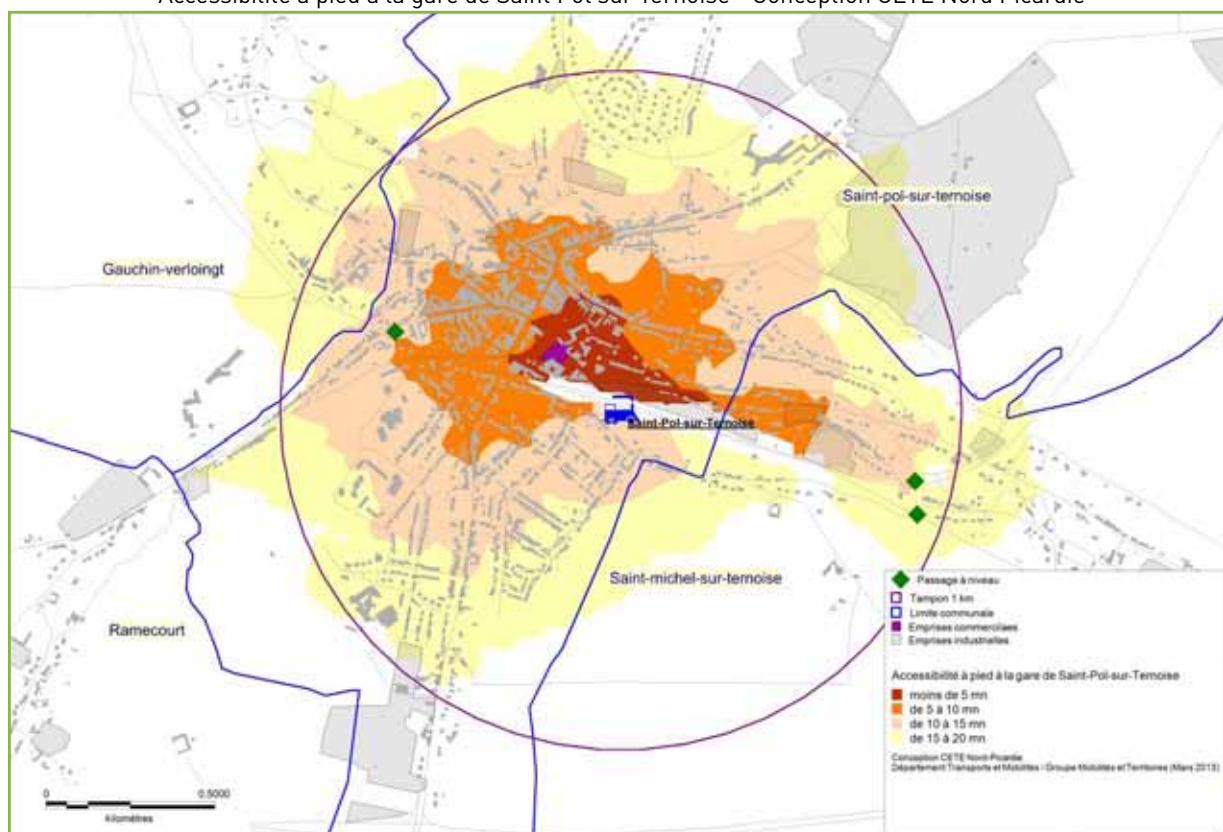 Accessibilité à pied à la gare de Saint-Pol-sur-Ternoise - Conception CETE Nord Picardie
Saint-pol-sur-ternoise
Gauchin-verloingt
Saint-Pol-sur-Ternoise
Saint-michel-sur-ternoise
Ramecourt
Passage à niveau
Tampon 1 km
Limite communale
Emprises commerciales
Emprises industrielles
Accessibilité à pied à la gare de Saint-Pol-sur-Ternoise
moins de 5 mn
de 5 à 10 mn
de 10 à 15 mn
de 15 à 20 mn
Conception CETE Nord-Picardie
Département Transports et Mobilités / Groupe Mobilités et Territoires (Mars 2013)
0 0.5000
Kilomètres